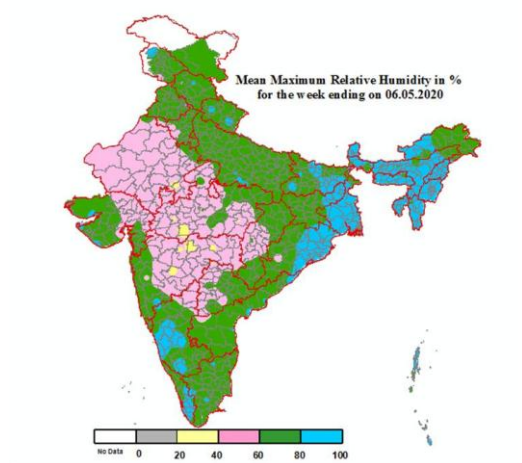 Mean Maximum Relative Humidity in %
for the week ending on 06.05.2020
No Data 0 20 40 60 80 100